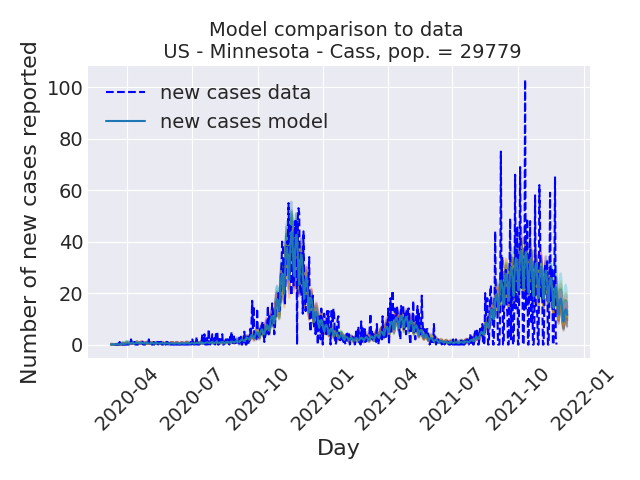 Model comparison to data
US - Minnesota - Cass, pop. = 29779
Number of new cases reported
100
80
60
40
20
0
new cases data
new cases model
2020-04
2020-07
2020-10
2021-01
2021-04
2021-07
2021-10
2022-01
Day